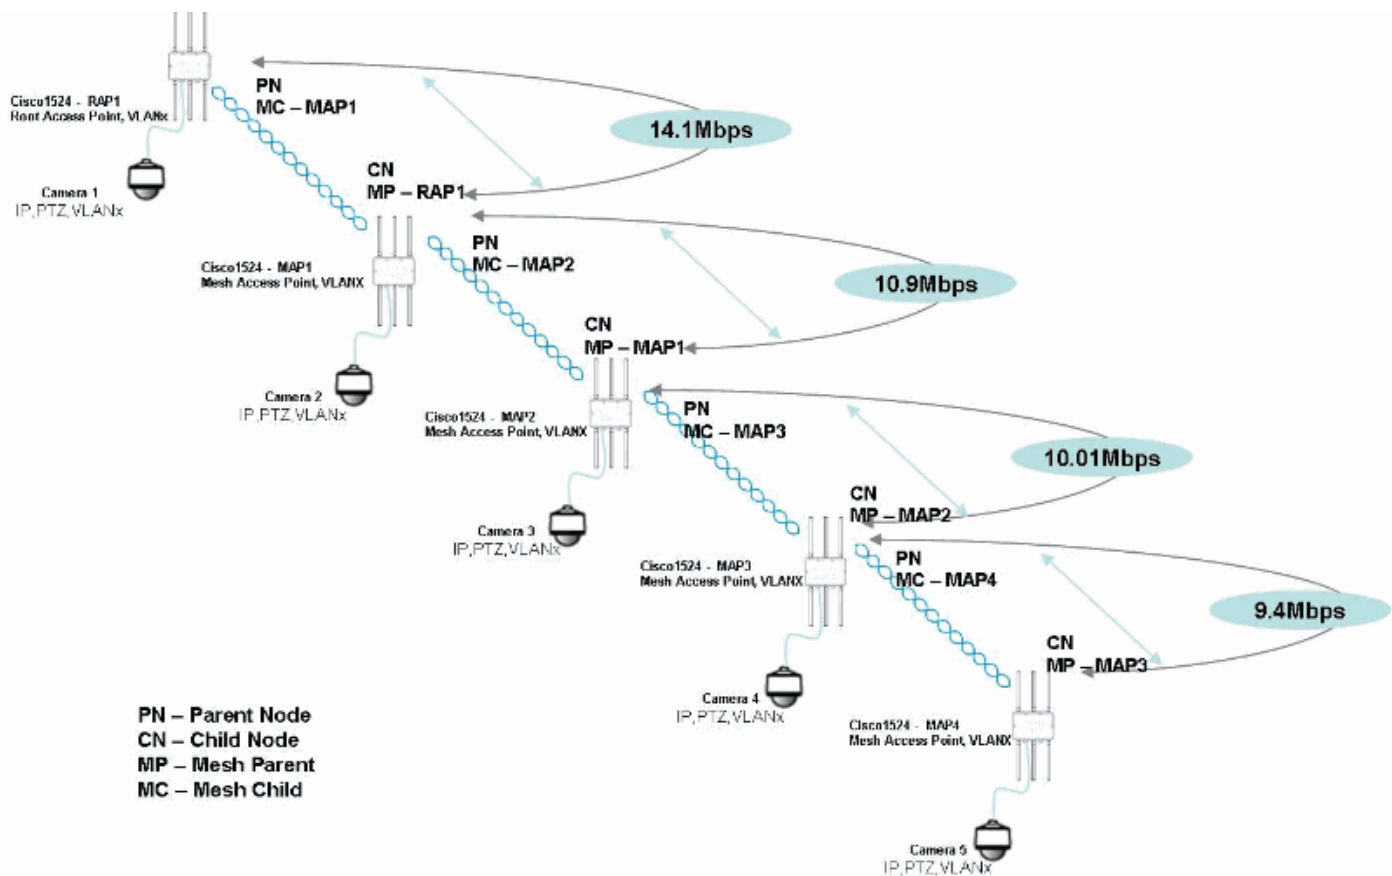 PN
MC – MAP1
Cisco1524 - RAP1
Root Access Point, VLANx
14.1Mbps
Camera 1
IP,PTZ,VLANx
CN
MP – RAP1
PN
MC – MAP2
Cisco1524 - MAP1
Mesh Access Point, VLANX
10.9Mbps
CN
MP – MAP1
Camera 2
IP,PTZ,VLANx
Cisco1524 - MAP2
Mesh Access Point, VLANX
PN
MC – MAP3
10.01Mbps
CN
MP – MAP2
Camera 3
IP,PTZ,VLANx
Cisco1524 - MAP3
Mesh Access Point, VLANX
PN
MC – MAP4
9.4Mbps
CN
MP – MAP3
Camera 4
IP,PTZ,VLANx
Cisco1524 - MAP4
Mesh Access Point, VLANX
PN – Parent Node
CN – Child Node
MP – Mesh Parent
MC – Mesh Child
Camera 5
IP,PTZ,VLANx